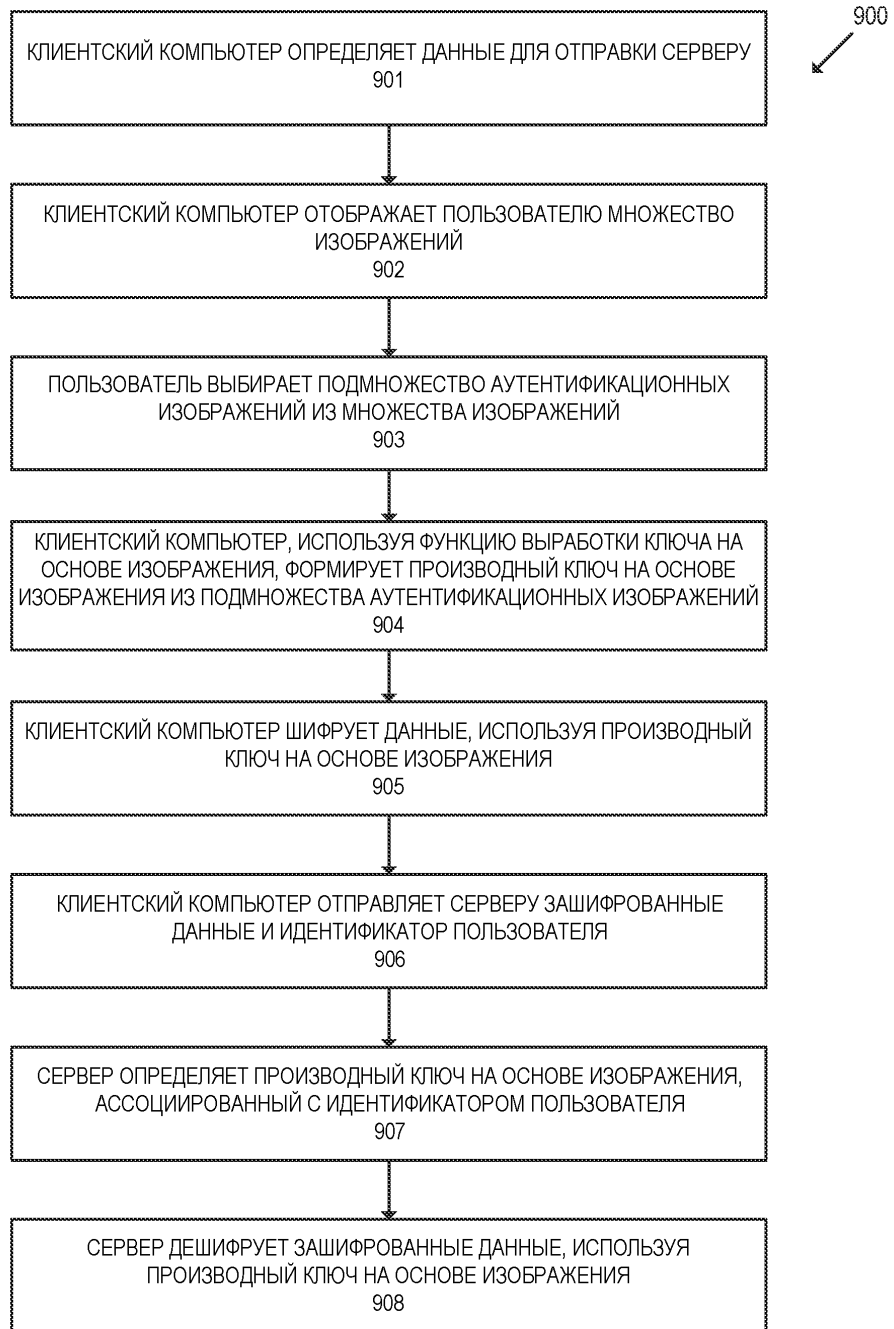 900
КЛИЕНТСКИЙ КОМПЬЮТЕР ОПРЕДЕЛЯЕТ ДАННЫЕ ДЛЯ ОТПРАВКИ СЕРВЕРУ
901
КЛИЕНТСКИЙ КОМПЬЮТЕР ОТОБРАЖАЕТ ПОЛЬЗОВАТЕЛЮ МНОЖЕСТВО
ИЗОБРАЖЕНИЙ
902
ПОЛЬЗОВАТЕЛЬ ВЫБИРАЕТ ПОДМНОЖЕСТВО АУТЕНТИФИКАЦИОННЫХ
ИЗОБРАЖЕНИЙ ИЗ МНОЖЕСТВА ИЗОБРАЖЕНИЙ
903
КЛИЕНТСКИЙ КОМПЬЮТЕР, ИСПОЛЬЗУЯ ФУНКЦИЮ ВЫРАБОТКИ КЛЮЧА НА
ОСНОВЕ ИЗОБРАЖЕНИЯ, ФОРМИРУЕТ ПРОИЗВОДНЫЙ КЛЮЧ НА ОСНОВЕ
ИЗОБРАЖЕНИЯ ИЗ ПОДМНОЖЕСТВА АУТЕНТИФИКАЦИОННЫХ ИЗОБРАЖЕНИЙ
904
КЛИЕНТСКИЙ КОМПЬЮТЕР ШИФРУЕТ ДАННЫЕ, ИСПОЛЬЗУЯ ПРОИЗВОДНЫЙ
КЛЮЧ НА ОСНОВЕ ИЗОБРАЖЕНИЯ
905
КЛИЕНТСКИЙ КОМПЬЮТЕР ОТПРАВЛЯЕТ СЕРВЕРУ ЗАШИФРОВАННЫЕ
ДАННЫЕ И ИДЕНТИФИКАТОР ПОЛЬЗОВАТЕЛЯ
906
СЕРВЕР ОПРЕДЕЛЯЕТ ПРОИЗВОДНЫЙ КЛЮЧ НА ОСНОВЕ ИЗОБРАЖЕНИЯ,
АССОЦИИРОВАННЫЙ С ИДЕНТИФИКАТОРОМ ПОЛЬЗОВАТЕЛЯ
907
СЕРВЕР ДЕШИФРУЕТ ЗАШИФРОВАННЫЕ ДАННЫЕ, ИСПОЛЬЗУЯ
ПРОИЗВОДНЫЙ КЛЮЧ НА ОСНОВЕ ИЗОБРАЖЕНИЯ
908